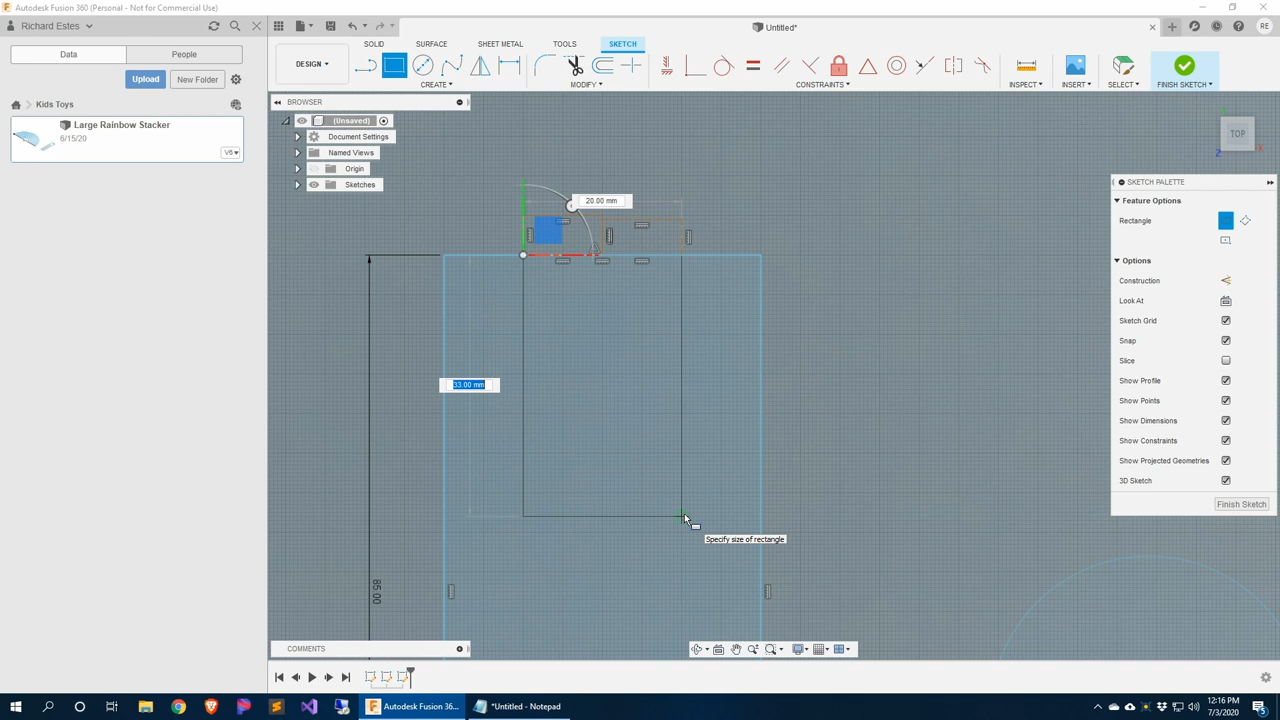 Autodesk Fusion 360 (Personal - Not for Commercial Use)
Richard Estes
Untitled*
RE
Data
People
SOLID
SURFACE
SHEET METAL
TOOLS
SKETCH
DESIGN
CREATE
MODIFY
CONSTRAINTS
INSPECT
INSERT
SELECT
FINISH SKETCH
Upload
New Folder
Kids Toys
Large Rainbow Stacker
6/15/20
V6
BROWSER
(Unsaved)
Document Settings
Named Views
Origin
Sketches
TOP
X
Z
20.00 mm
33.00 mm
85.00
Specify size of rectangle
SKETCH PALETTE
Feature Options
Rectangle
Options
Construction
Look At
Sketch Grid
Snap
Slice
Show Profile
Show Points
Show Dimensions
Show Constraints
Show Projected Geometries
3D Sketch
Finish Sketch
COMMENTS
Autodesk Fusion 36...
*Untitled - Notepad
12:16 PM
7/3/2020
5